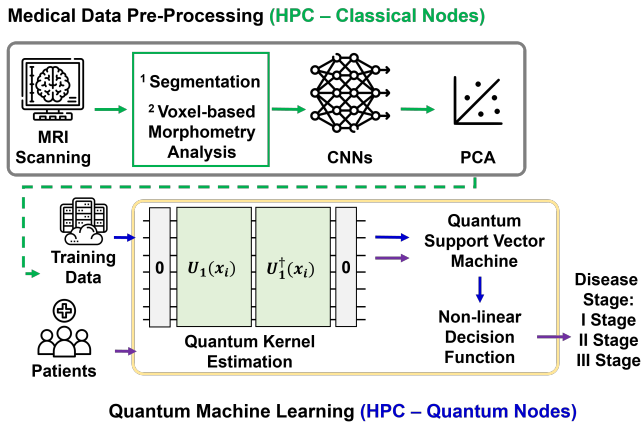 Medical Data Pre-Processing (HPC – Classical Nodes)
MRI
Scanning
¹ Segmentation
² Voxel-based
Morphometry
Analysis
CNNs
PCA
Training
Data
Patients
0
U₁(xᵢ)
U₁†(xᵢ)
0
Quantum Kernel
Estimation
Quantum
Support Vector
Machine
Non-linear
Decision
Function
Disease
Stage:
I Stage
II Stage
III Stage
Quantum Machine Learning (HPC – Quantum Nodes)